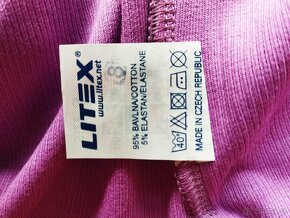 LITEX®
www.litex.net
95% BAVLNA/COTTON
5% ELASTAN/ELASTANE
40°
MADE IN CZECH REPUBLIC